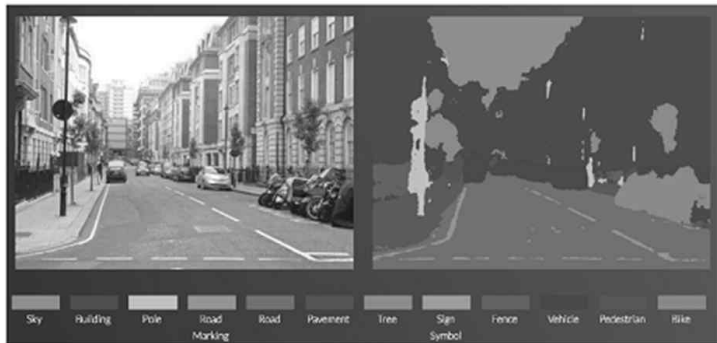 Sky Building Pole Road Road Pavement Tree Sign Fence Vehicle Pedestrian Bike
Marking Symbol